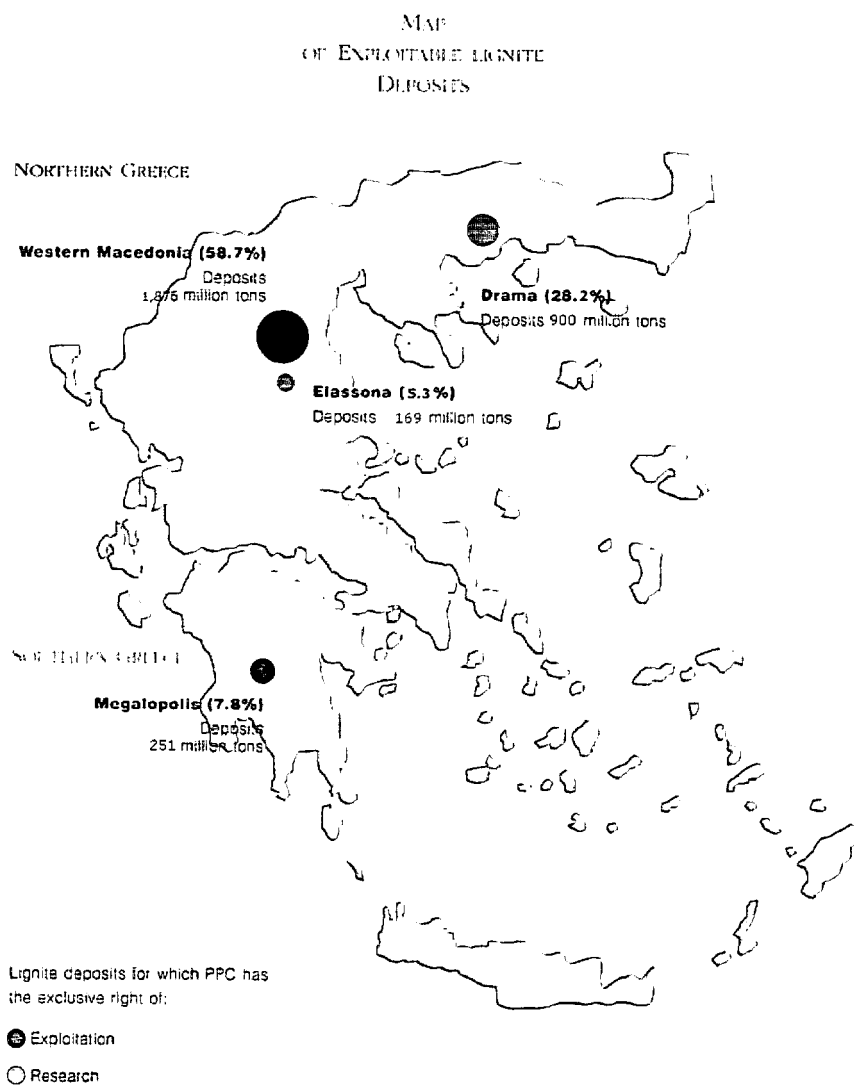 MAP
OF EXPLOITABLE LIGNITE
DEPOSITS
NORTHERN GREECE
Western Macedonia (58.7%)
Deposits
1,876 million tons
Drama (28.2%)
Deposits 900 million tons
Elassona (5.3%)
Deposits 169 million tons
SOUTHERN GREECE
Megalopolis (7.8%)
Deposits
251 million tons
Lignite deposits for which PPC has
the exclusive right of:
Exploitation
Research